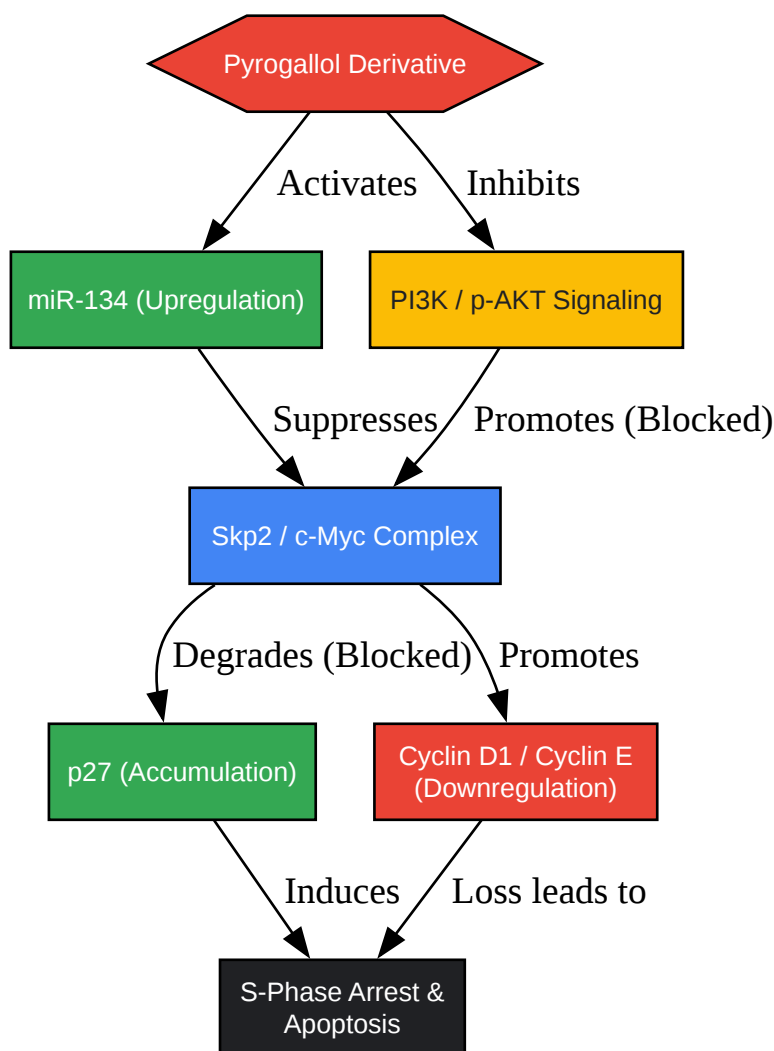 Pyrogallol Derivative
Activates
Inhibits
miR-134 (Upregulation)
PI3K / p-AKT Signaling
Suppresses
Promotes (Blocked)
Skp2 / c-Myc Complex
Degrades (Blocked)
Promotes
p27 (Accumulation)
Cyclin D1 / Cyclin E
(Downregulation)
Induces
Loss leads to
S-Phase Arrest &
Apoptosis